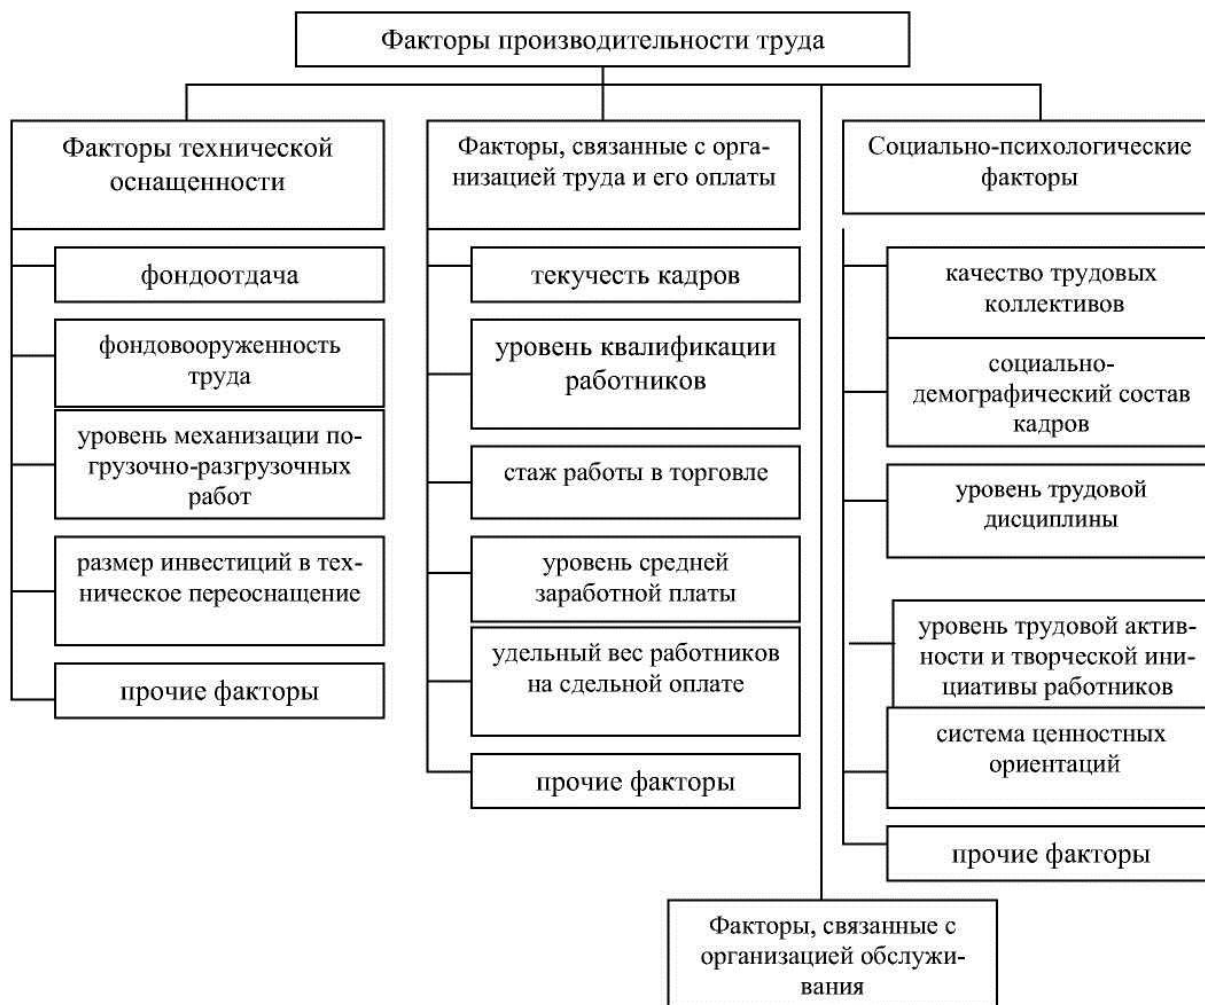 Факторы производительности труда
Факторы технической
оснащенности
фондоотдача
фондовооруженность
труда
уровень механизации по-
грузочно-разгрузочных
работ
размер инвестиций в тех-
ническое переоснащение
прочие факторы
Факторы, связанные с орга-
низацией труда и его оплаты
текучесть кадров
уровень квалификации
работников
стаж работы в торговле
уровень средней
заработной платы
удельный вес работников
на сдельной оплате
прочие факторы
Социально-психологические
факторы
качество трудовых
коллективов
социально-
демографический состав
кадров
уровень трудовой
дисциплины
уровень трудовой актив-
ности и творческой ини-
циативы работников
система ценностных
ориентаций
прочие факторы
Факторы, связанные с
организацией обслужи-
вания